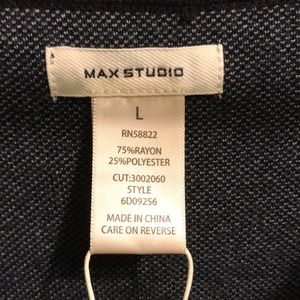 MAX STUDIO
L
RN58822
75%RAYON
25%POLYESTER
CUT:3002060
STYLE
6D09256
MADE IN CHINA
CARE ON REVERSE